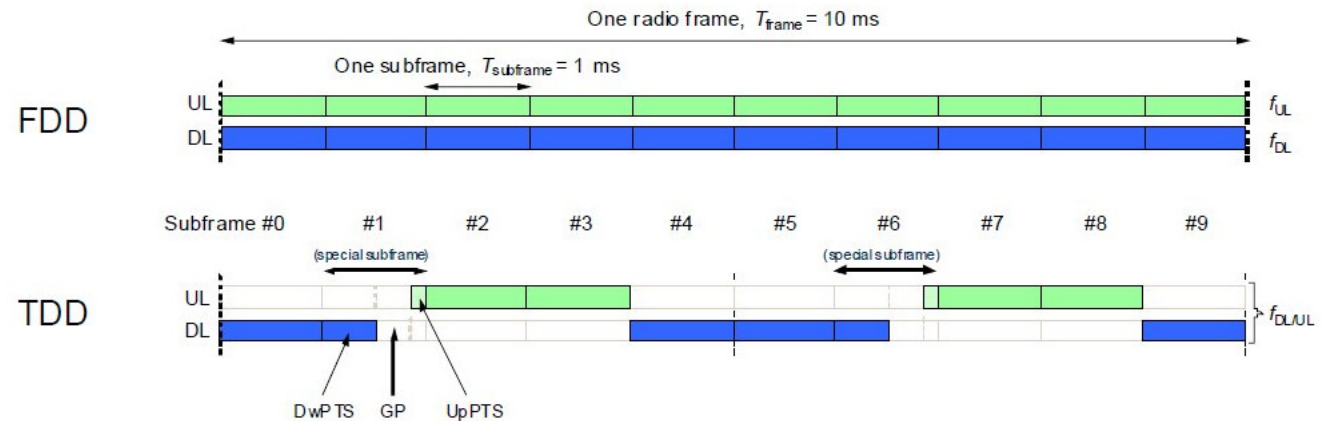 One radio frame, Tframe = 10 ms
One subframe, Tsubframe = 1 ms
FDD
UL
fUL
DL
fDL
Subframe #0 #1 #2 #3 #4 #5 #6 #7 #8 #9
(special subframe) (special subframe)
TDD
UL
DL
fDL/UL
DwPTS GP UpPTS